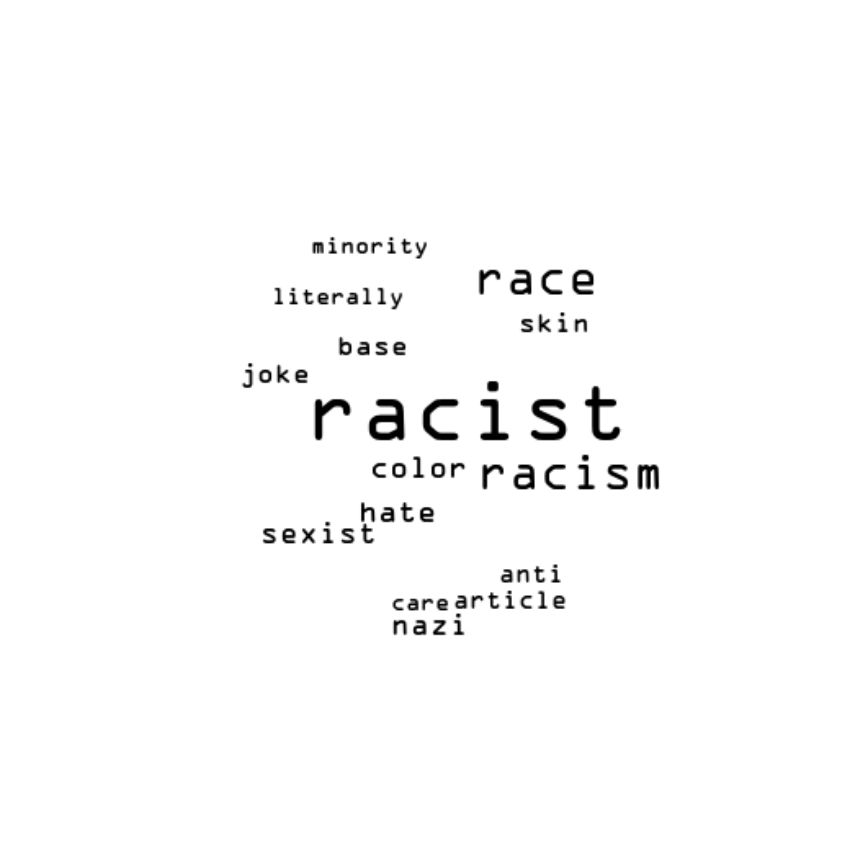 minority
race
literally
skin
base
joke
racist
color racism
hate
sexist
anti
care article
nazi